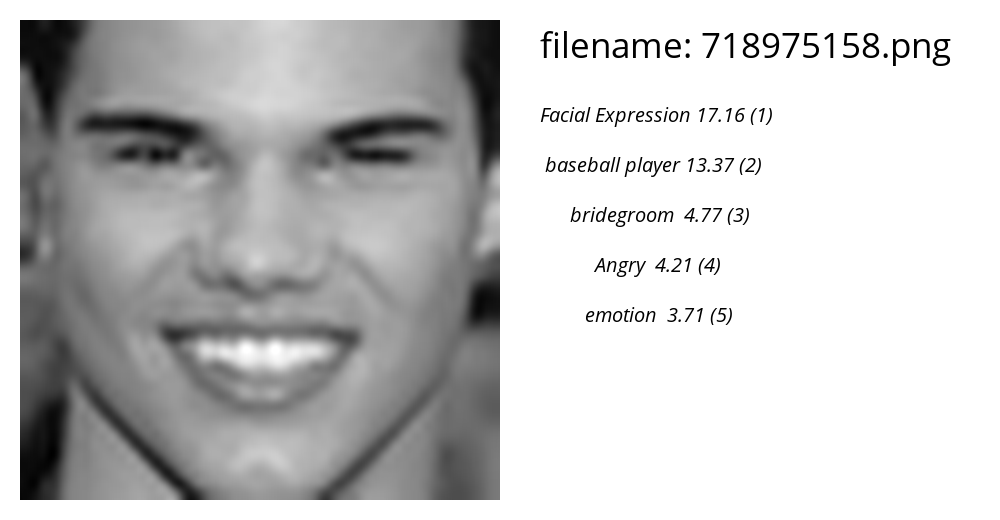 filename: 718975158.png
Facial Expression 17.16 (1)
baseball player 13.37 (2)
bridegroom 4.77 (3)
Angry 4.21 (4)
emotion 3.71 (5)